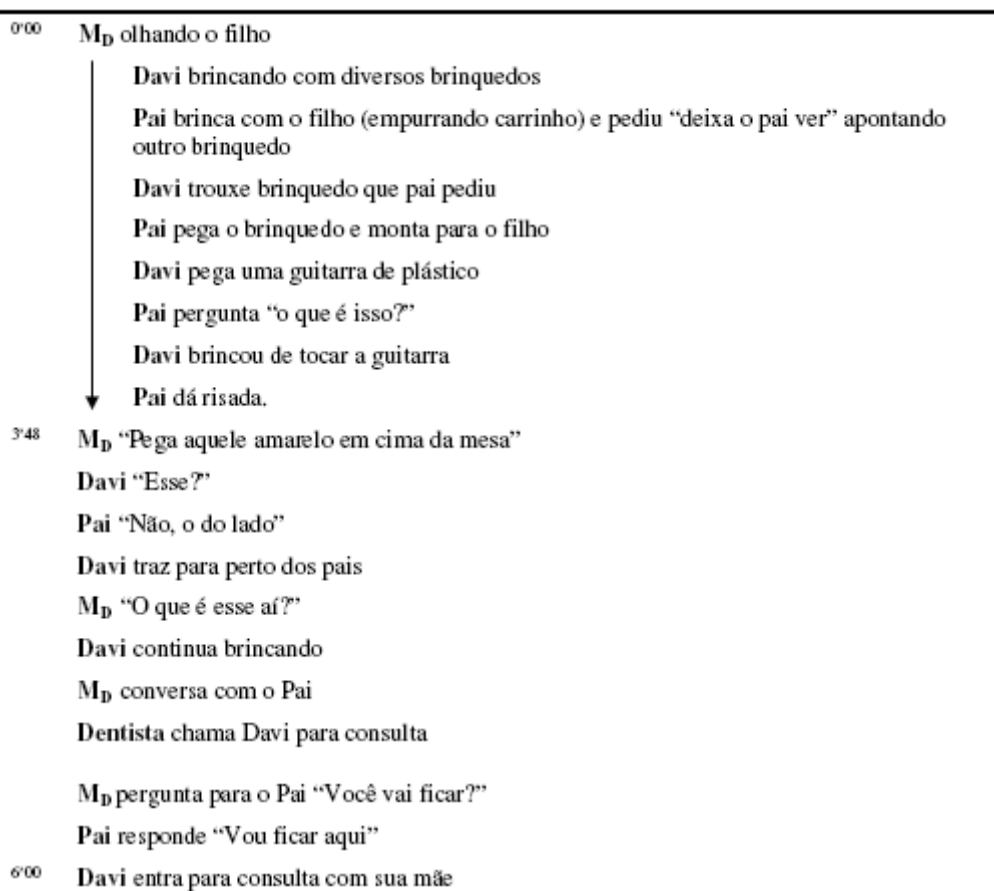 0'00 M_D olhando o filho
Davi brincando com diversos brinquedos
Pai brinca com o filho (empurrando carrinho) e pediu “deixa o pai ver” apontando
outro brinquedo
Davi trouxe brinquedo que pai pediu
Pai pega o brinquedo e monta para o filho
Davi pega uma guitarra de plástico
Pai pergunta “o que é isso?”
Davi brincou de tocar a guitarra
Pai dá risada.
3'48 M_D “Pega aquele amarelo em cima da mesa”
Davi “Esse?”
Pai “Não, o do lado”
Davi traz para perto dos pais
M_D “O que é esse aí?”
Davi continua brincando
M_D conversa com o Pai
Dentista chama Davi para consulta
M_D pergunta para o Pai “Você vai ficar?”
Pai responde “Vou ficar aqui”
6'00 Davi entra para consulta com sua mãe